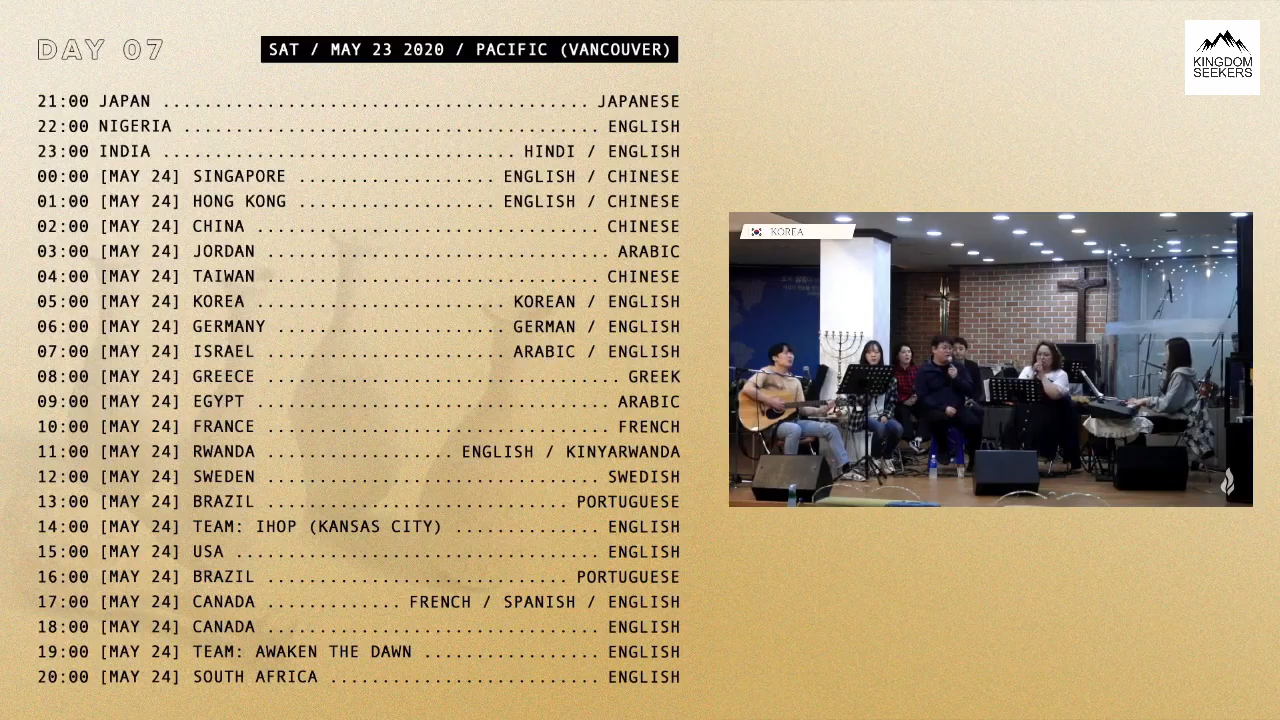 DAY 07
SAT / MAY 23 2020 / PACIFIC (VANCOUVER)
21:00 JAPAN ......................................... JAPANESE
22:00 NIGERIA ........................................ ENGLISH
23:00 INDIA .................................. HINDI / ENGLISH
00:00 [MAY 24] SINGAPORE ................... ENGLISH / CHINESE
01:00 [MAY 24] HONG KONG ................... ENGLISH / CHINESE
02:00 [MAY 24] CHINA ................................. CHINESE
03:00 [MAY 24] JORDAN ................................. ARABIC
04:00 [MAY 24] TAIWAN ................................ CHINESE
05:00 [MAY 24] KOREA ........................ KOREAN / ENGLISH
06:00 [MAY 24] GERMANY ...................... GERMAN / ENGLISH
07:00 [MAY 24] ISRAEL ....................... ARABIC / ENGLISH
08:00 [MAY 24] GREECE .................................. GREEK
09:00 [MAY 24] EGYPT .................................. ARABIC
10:00 [MAY 24] FRANCE ................................. FRENCH
11:00 [MAY 24] RWANDA .................. ENGLISH / KINYARWANDA
12:00 [MAY 24] SWEDEN ................................ SWEDISH
13:00 [MAY 24] BRAZIL ............................. PORTUGUESE
14:00 [MAY 24] TEAM: IHOP (KANSAS CITY) .............. ENGLISH
15:00 [MAY 24] USA ................................... ENGLISH
16:00 [MAY 24] BRAZIL ............................. PORTUGUESE
17:00 [MAY 24] CANADA ............. FRENCH / SPANISH / ENGLISH
18:00 [MAY 24] CANADA ................................ ENGLISH
19:00 [MAY 24] TEAM: AWAKEN THE DAWN ................. ENGLISH
20:00 [MAY 24] SOUTH AFRICA .......................... ENGLISH
KINGDOM
SEEKERS
KOREA